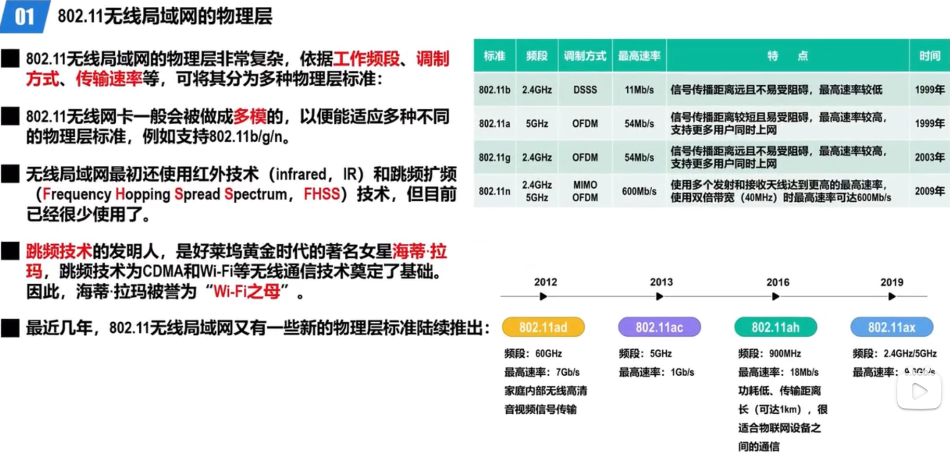 01 802.11无线局域网的物理层
802.11无线局域网的物理层非常复杂，依据工作频段、调制
方式、传输速率等，可将其分为多种物理层标准：
802.11无线网卡一般会被做成多模的，以便能适应多种不同
的物理层标准，例如支持802.11b/g/n。
无线局域网最初还使用红外技术（infrared，IR）和跳频扩频
（Frequency Hopping Spread Spectrum，FHSS）技术，但目前
已经很少使用了。
跳频技术的发明人，是好莱坞黄金时代的著名女星海蒂·拉
玛，跳频技术为CDMA和Wi-Fi等无线通信技术奠定了基础。
因此，海蒂·拉玛被誉为“Wi-Fi之母”。
最近几年，802.11无线局域网又有一些新的物理层标准陆续推出：
标准 频段 调制方式 最高速率 特 点 时间
802.11b 2.4GHz DSSS 11Mb/s 信号传播距离远且不易受阻碍，最高速率较低 1999年
802.11a 5GHz OFDM 54Mb/s 信号传播距离较短且易受阻碍，最高速率较高，
支持更多用户同时上网 1999年
802.11g 2.4GHz OFDM 54Mb/s 信号传播距离远且不易受阻碍，最高速率较高，
支持更多用户同时上网 2003年
802.11n 2.4GHz MIMO 600Mb/s 使用多个发射和接收天线达到更高的最高速率， 2009年
5GHz OFDM 使用双倍带宽（40MHz）时最高速率可达600Mb/s
2012 2013 2016 2019
802.11ad 802.11ac 802.11ah 802.11ax
频段：60GHz 频段：5GHz 频段：900MHz 频段：2.4GHz/5GHz
最高速率：7Gb/s 最高速率：1Gb/s 最高速率：18Mb/s 最高速率：
家庭内部无线高清 功耗低、传输距离
音视频信号传输 长（可达1km），很
适合物联网设备之
间的通信